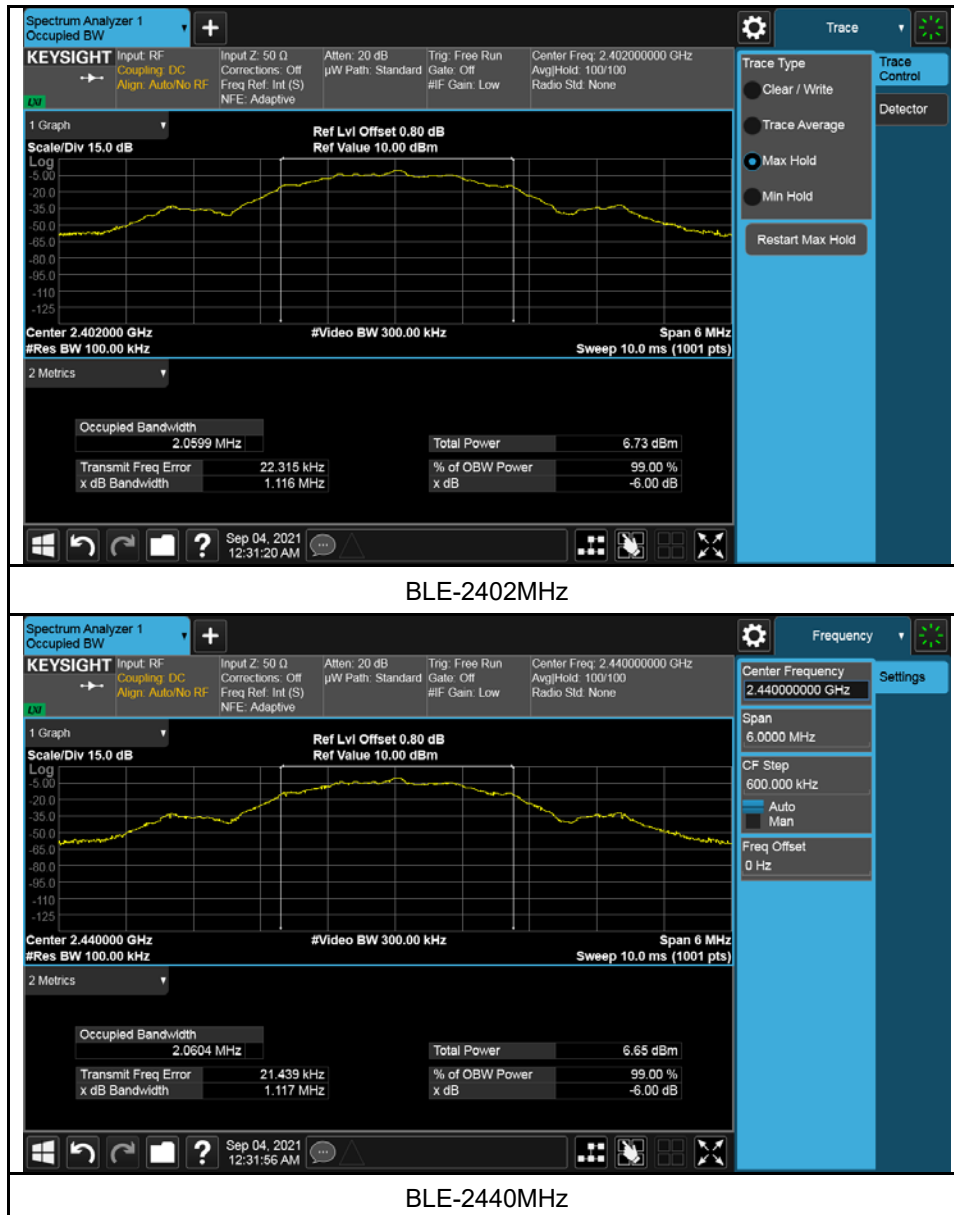 Spectrum Analyzer 1
Occupied BW
+
Trace
KEYSIGHT
LXI
Input: RF
Coupling: DC
Align: Auto/No RF
Input Z: 50 Ω
Corrections: Off
Freq Ref: Int (S)
NFE: Adaptive
Atten: 20 dB
µW Path: Standard
Trig: Free Run
Gate: Off
#IF Gain: Low
Center Freq: 2.402000000 GHz
Avg|Hold: 100/100
Radio Std: None
Trace Type
Clear / Write
Trace Average
Max Hold
Min Hold
Restart Max Hold
Trace
Control
Detector
1 Graph
Scale/Div 15.0 dB
Ref Lvl Offset 0.80 dB
Ref Value 10.00 dBm
Log
-5.00
-20.0
-35.0
-50.0
-65.0
-80.0
-95.0
-110
-125
Center 2.402000 GHz
#Video BW 300.00 kHz
Span 6 MHz
#Res BW 100.00 kHz
Sweep 10.0 ms (1001 pts)
2 Metrics
Occupied Bandwidth
2.0599 MHz
Total Power 6.73 dBm
Transmit Freq Error 22.315 kHz
% of OBW Power 99.00 %
x dB Bandwidth 1.116 MHz
x dB -6.00 dB
?
Sep 04, 2021
12:31:20 AM
BLE-2402MHz
Spectrum Analyzer 1
Occupied BW
+
Frequency
KEYSIGHT
LXI
Input: RF
Coupling: DC
Align: Auto/No RF
Input Z: 50 Ω
Corrections: Off
Freq Ref: Int (S)
NFE: Adaptive
Atten: 20 dB
µW Path: Standard
Trig: Free Run
Gate: Off
#IF Gain: Low
Center Freq: 2.440000000 GHz
Avg|Hold: 100/100
Radio Std: None
Center Frequency
2.440000000 GHz
Span
6.0000 MHz
CF Step
600.000 kHz
Auto
Man
Freq Offset
0 Hz
Settings
1 Graph
Scale/Div 15.0 dB
Ref Lvl Offset 0.80 dB
Ref Value 10.00 dBm
Log
-5.00
-20.0
-35.0
-50.0
-65.0
-80.0
-95.0
-110
-125
Center 2.440000 GHz
#Video BW 300.00 kHz
Span 6 MHz
#Res BW 100.00 kHz
Sweep 10.0 ms (1001 pts)
2 Metrics
Occupied Bandwidth
2.0604 MHz
Total Power 6.65 dBm
Transmit Freq Error 21.439 kHz
% of OBW Power 99.00 %
x dB Bandwidth 1.117 MHz
x dB -6.00 dB
?
Sep 04, 2021
12:31:56 AM
BLE-2440MHz